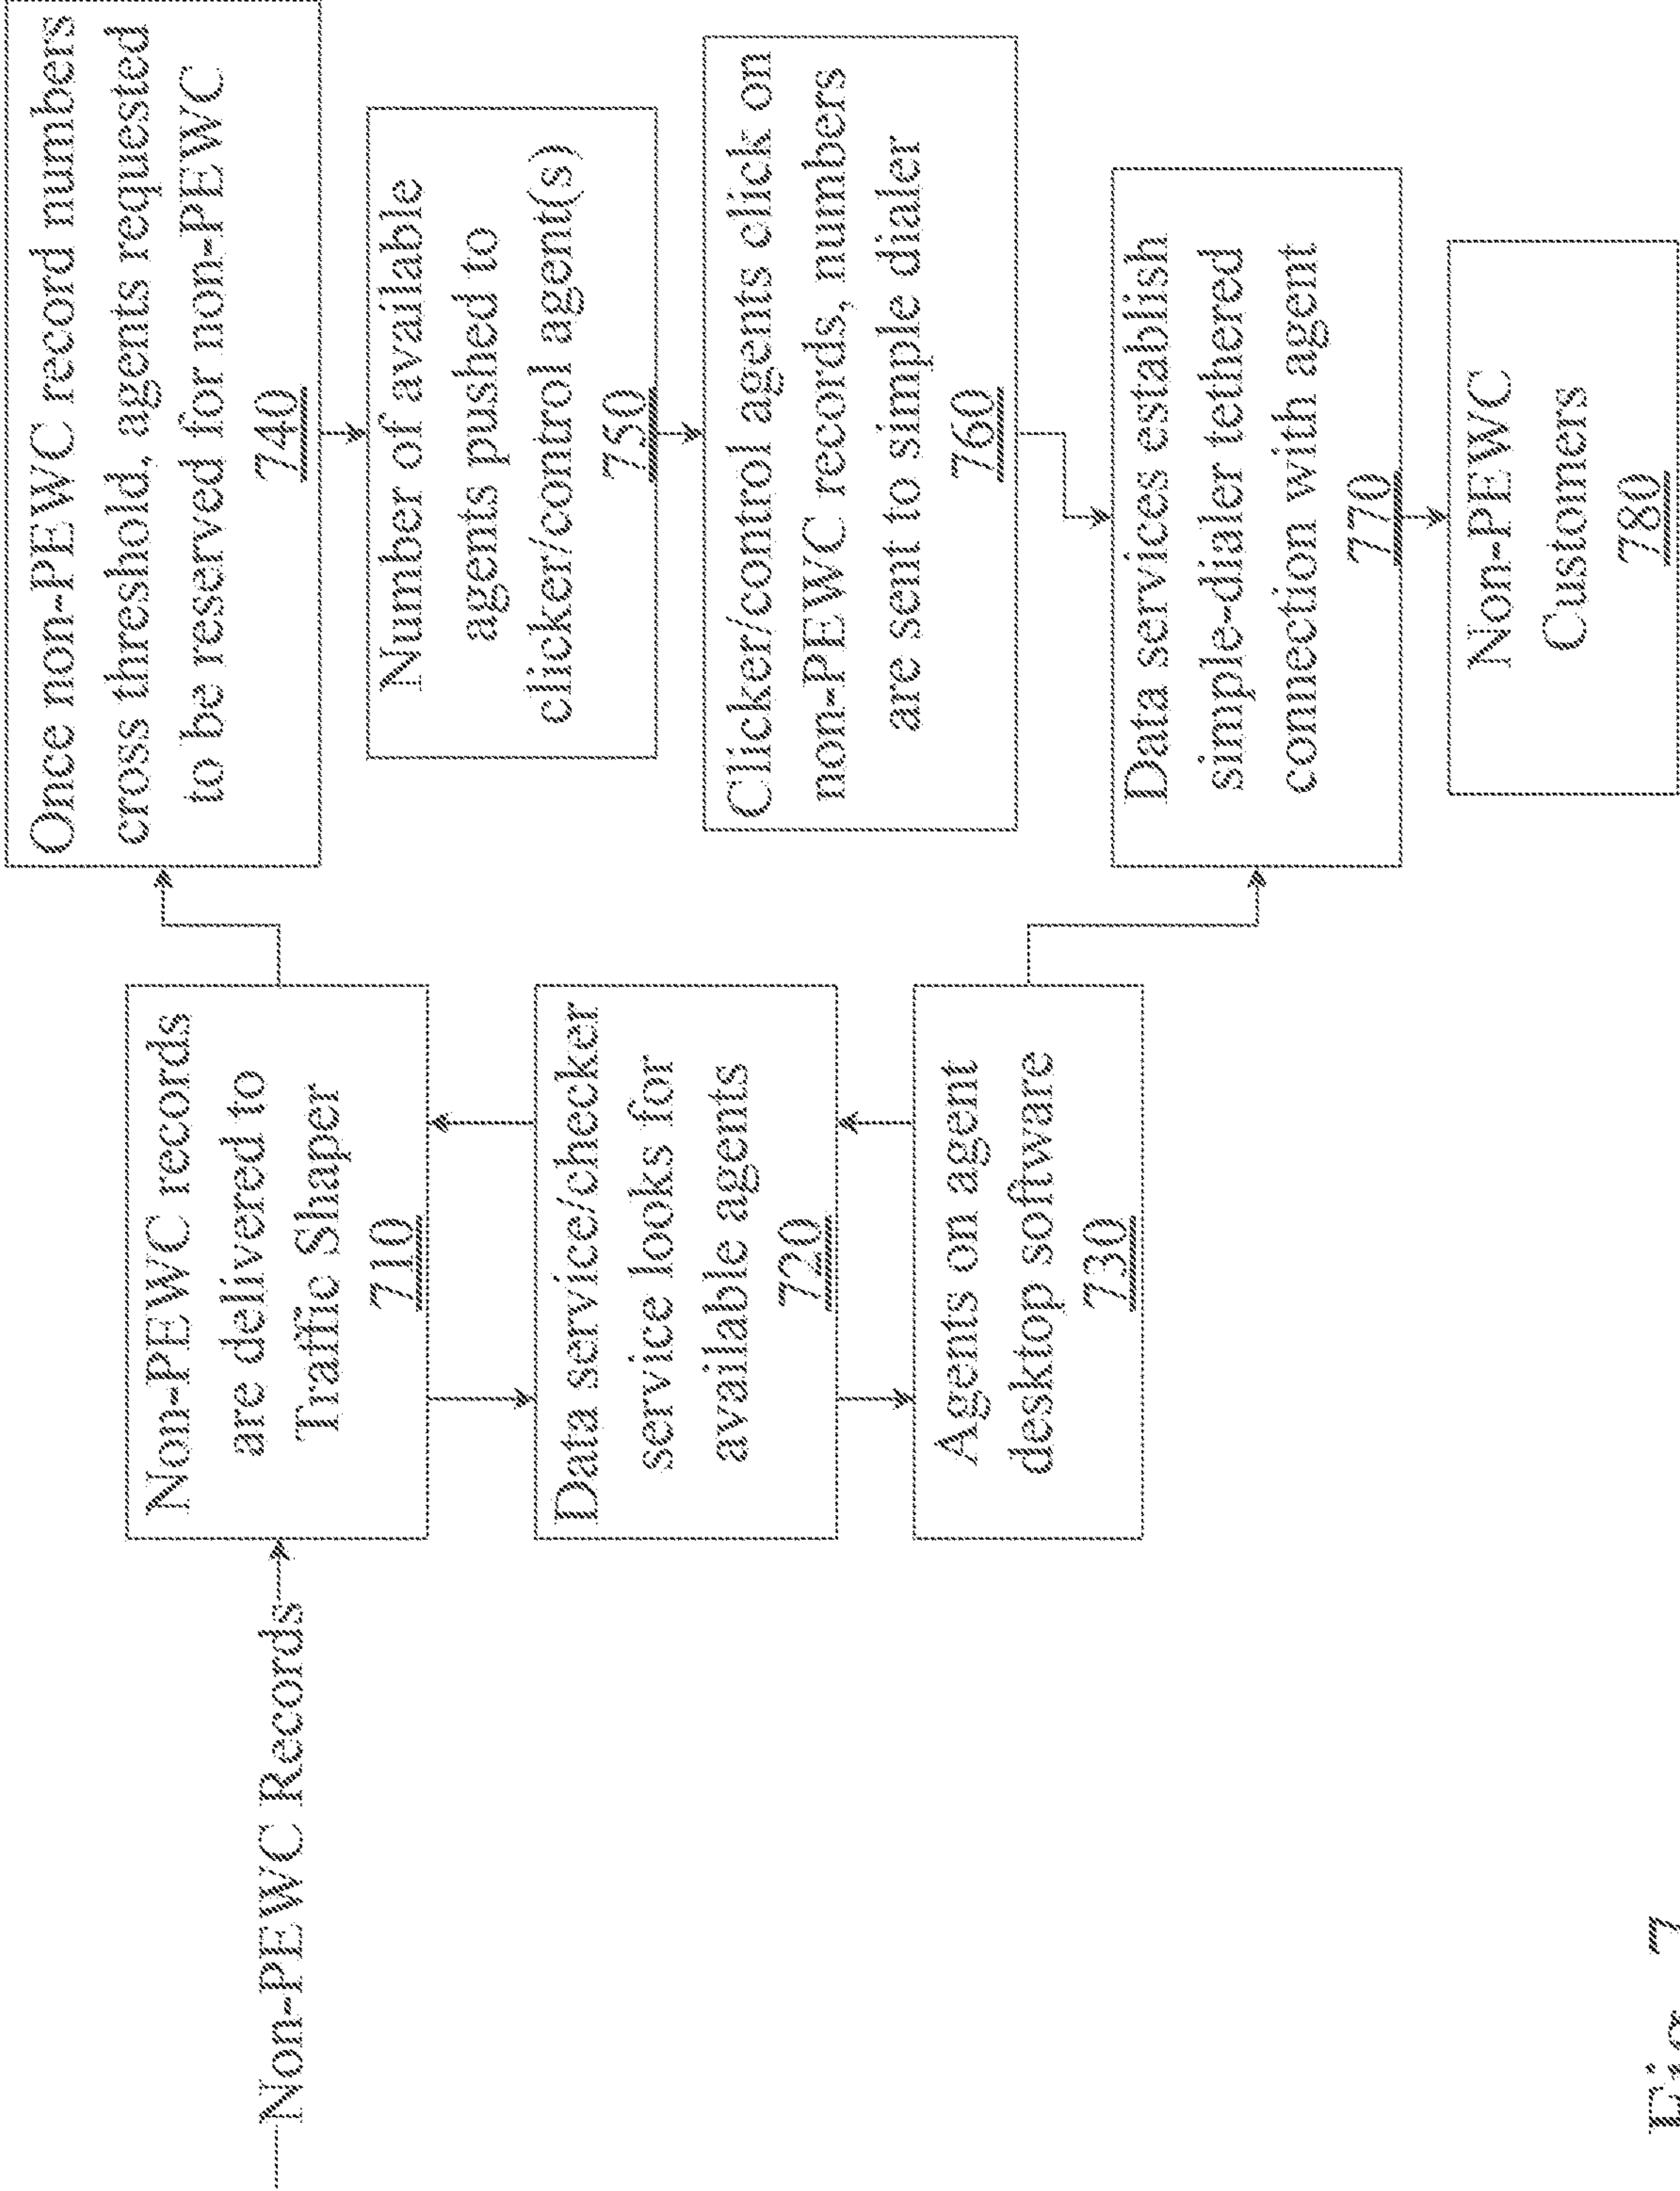 Non-PEWC Records
Non-PEWC records
are delivered to
Traffic Shaper
710
Data service/checker
service looks for
available agents
720
Agents on agent
desktop software
730
Once non-PEWC record numbers
cross threshold, agents requested
to be reserved for non-PEWC
740
Number of available
agents pushed to
clicker/control agent(s)
750
Clicker/control agents click on
non-PEWC records, numbers
are sent to simple dialer
760
Data services establish
simple-dialer tethered
connection with agent
770
Non-PEWC
Customers
780
Fig. 7